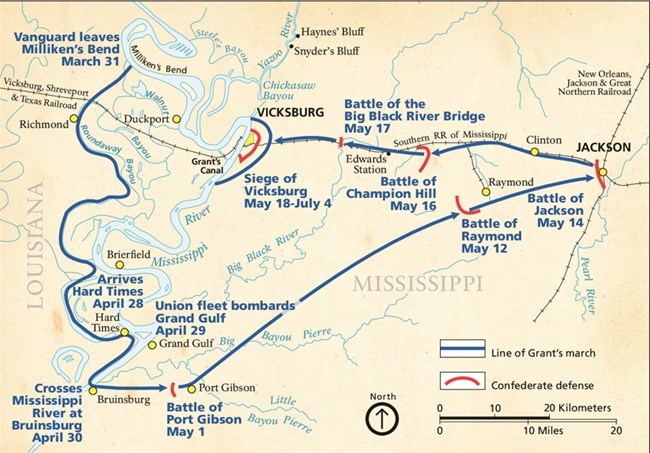 Vanguard leaves
Milliken's Bend
March 31
Milliken's Bend
Steele's Bayou
Yazoo River
Haynes' Bluff
Snyder's Bluff
Chickasaw
Bayou
Vicksburg, Shreveport
& Texas Railroad
Richmond
Walnut
Bayou
Duckport
Roundaway
Bayou
VICKSBURG
Grant's
Canal
Siege of
Vicksburg
May 18-July 4
Battle of the
Big Black River Bridge
May 17
Southern RR of Mississippi
Edwards
Station
Battle of
Champion Hill
May 16
Clinton
New Orleans,
Jackson & Great
Northern Railroad
JACKSON
Raymond
Battle of
Raymond
May 12
Battle of
Jackson
May 14
LOUISIANA
MISSISSIPPI
Mississippi
River
Big Black River
Pearl
River
Brierfield
Arrives
Hard Times
April 28
Hard
Times
Union fleet bombards
Grand Gulf
April 29
Grand Gulf
Big Bayou Pierre
Crosses
Mississippi
River at
Bruinsburg
April 30
Bruinsburg
Battle of
Port Gibson
May 1
Port Gibson
Little
Bayou Pierre
North
Line of Grant's march
Confederate defense
0 10 20 Kilometers
0 10 Miles 20